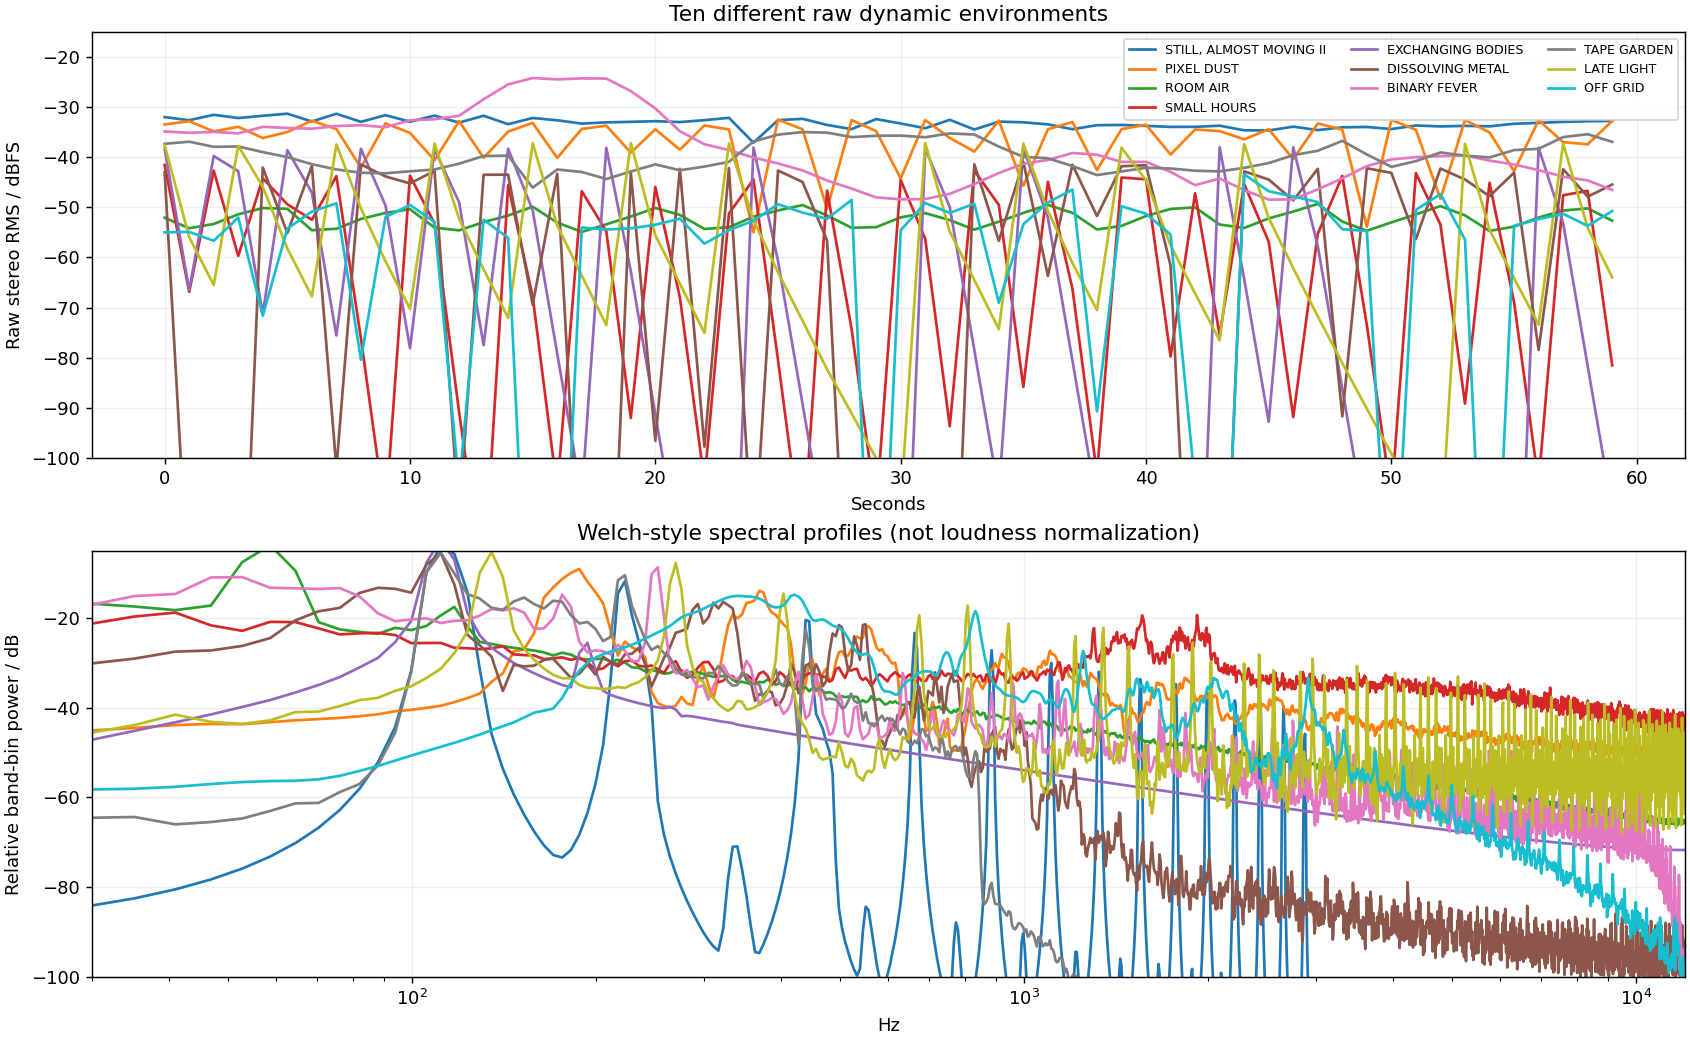 Ten different raw dynamic environments
Raw stereo RMS / dBFS
−20
−30
−40
−50
−60
−70
−80
−90
−100
STILL, ALMOST MOVING II
PIXEL DUST
ROOM AIR
SMALL HOURS
EXCHANGING BODIES
DISSOLVING METAL
BINARY FEVER
TAPE GARDEN
LATE LIGHT
OFF GRID
0 10 20 30 40 50 60
Seconds
Welch-style spectral profiles (not loudness normalization)
Relative band-bin power / dB
−20
−40
−60
−80
−100
10² 10³ 10⁴
Hz